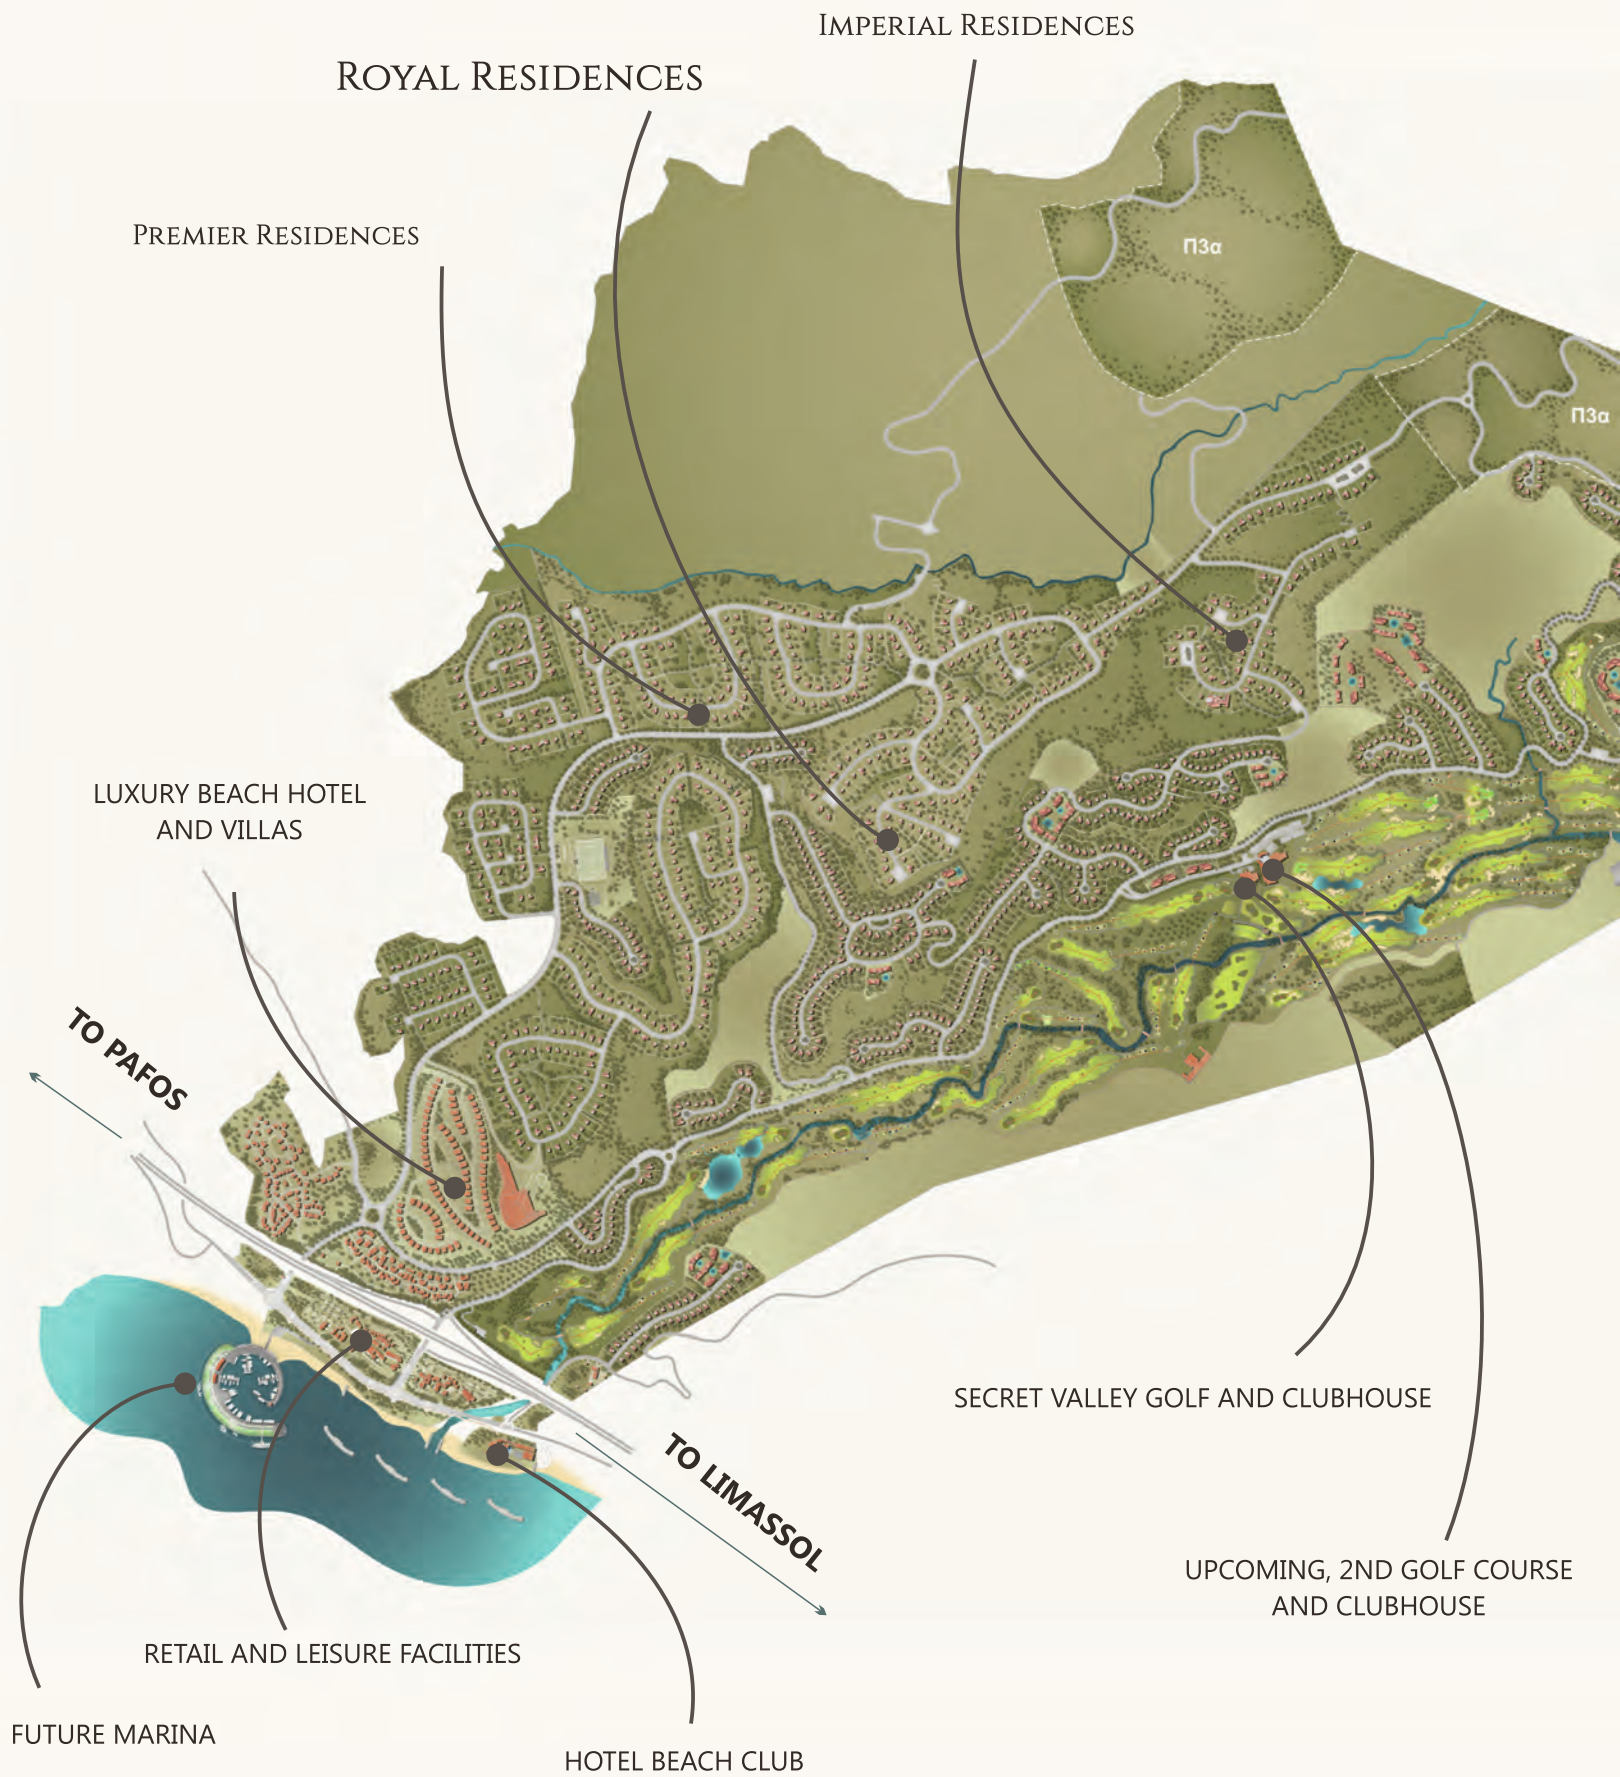 IMPERIAL RESIDENCES
ROYAL RESIDENCES
PREMIER RESIDENCES
Π3α
Π3α
LUXURY BEACH HOTEL
AND VILLAS
TO PAFOS
SECRET VALLEY GOLF AND CLUBHOUSE
TO LIMASSOL
UPCOMING, 2ND GOLF COURSE
AND CLUBHOUSE
RETAIL AND LEISURE FACILITIES
FUTURE MARINA
HOTEL BEACH CLUB